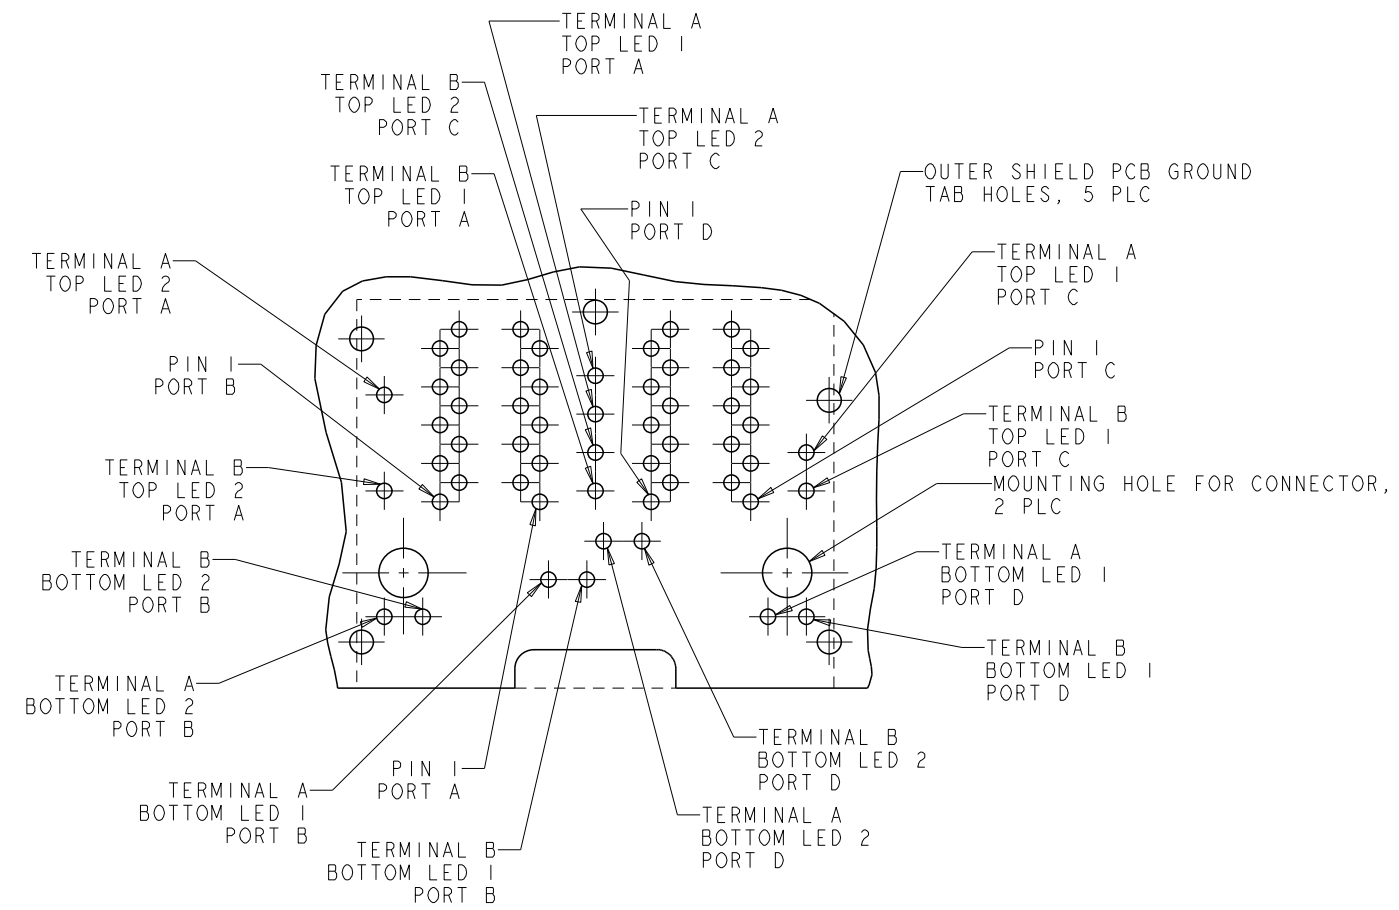 TERMINAL A
TOP LED 1
PORT A
TERMINAL B
TOP LED 2
PORT C
TERMINAL A
TOP LED 2
PORT C
TERMINAL B
TOP LED 1
PORT A
OUTER SHIELD PCB GROUND
TAB HOLES, 5 PLC
PIN 1
PORT D
TERMINAL A
TOP LED 1
PORT C
TERMINAL A
TOP LED 2
PORT A
PIN 1
PORT C
PIN 1
PORT B
TERMINAL B
TOP LED 1
PORT C
TERMINAL B
TOP LED 2
PORT A
MOUNTING HOLE FOR CONNECTOR,
2 PLC
TERMINAL A
BOTTOM LED 1
PORT D
TERMINAL B
BOTTOM LED 2
PORT B
TERMINAL B
BOTTOM LED 1
PORT D
TERMINAL A
BOTTOM LED 2
PORT B
TERMINAL B
BOTTOM LED 2
PORT D
PIN 1
PORT A
TERMINAL A
BOTTOM LED 1
PORT B
TERMINAL A
BOTTOM LED 2
PORT D
TERMINAL B
BOTTOM LED 1
PORT B